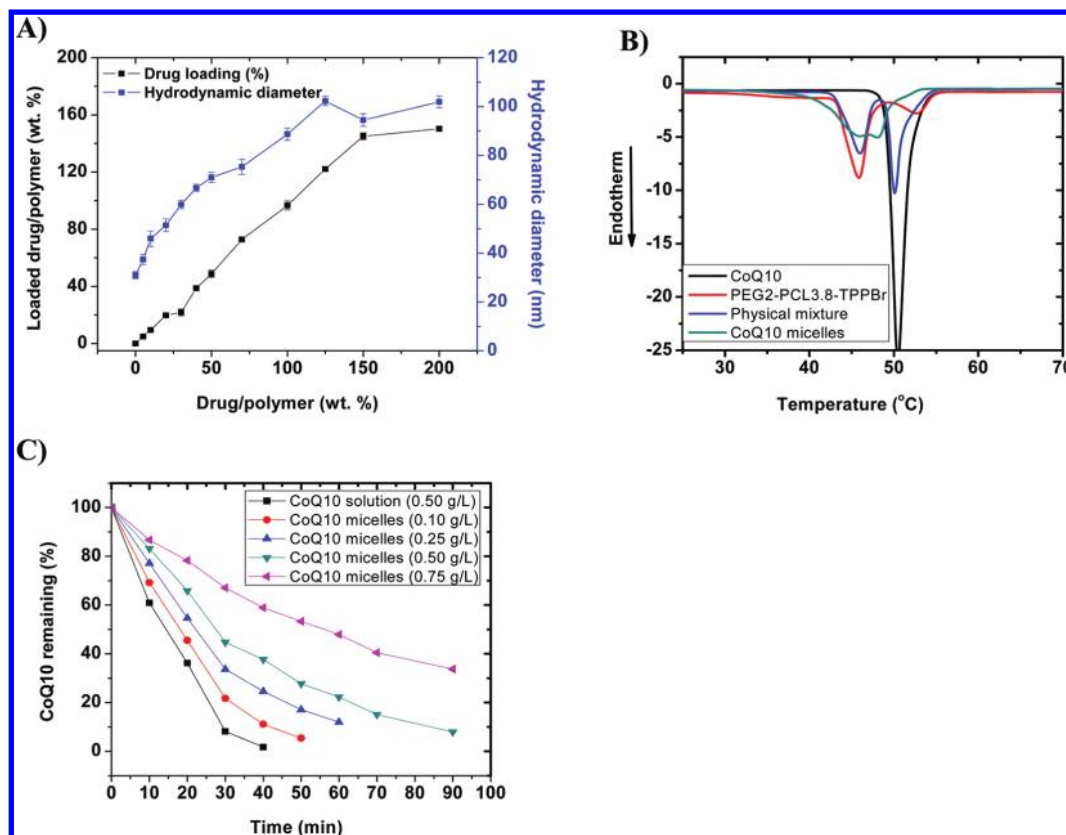 A)
200
160
120
80
40
0
Loaded drug/polymer (wt. %)
Drug loading (%)
Hydrodynamic diameter
120
100
80
60
40
20
0
Hydrodynamic diameter (nm)
0 50 100 150 200
Drug/polymer (wt. %)
B)
0
-5
-10
-15
-20
-25
Endotherm
CoQ10
PEG2-PCL3.8-TPPBr
Physical mixture
CoQ10 micelles
30 40 50 60 70
Temperature (°C)
C)
100
80
60
40
20
0
CoQ10 remaining (%)
CoQ10 solution (0.50 g/L)
CoQ10 micelles (0.10 g/L)
CoQ10 micelles (0.25 g/L)
CoQ10 micelles (0.50 g/L)
CoQ10 micelles (0.75 g/L)
0 10 20 30 40 50 60 70 80 90 100
Time (min)